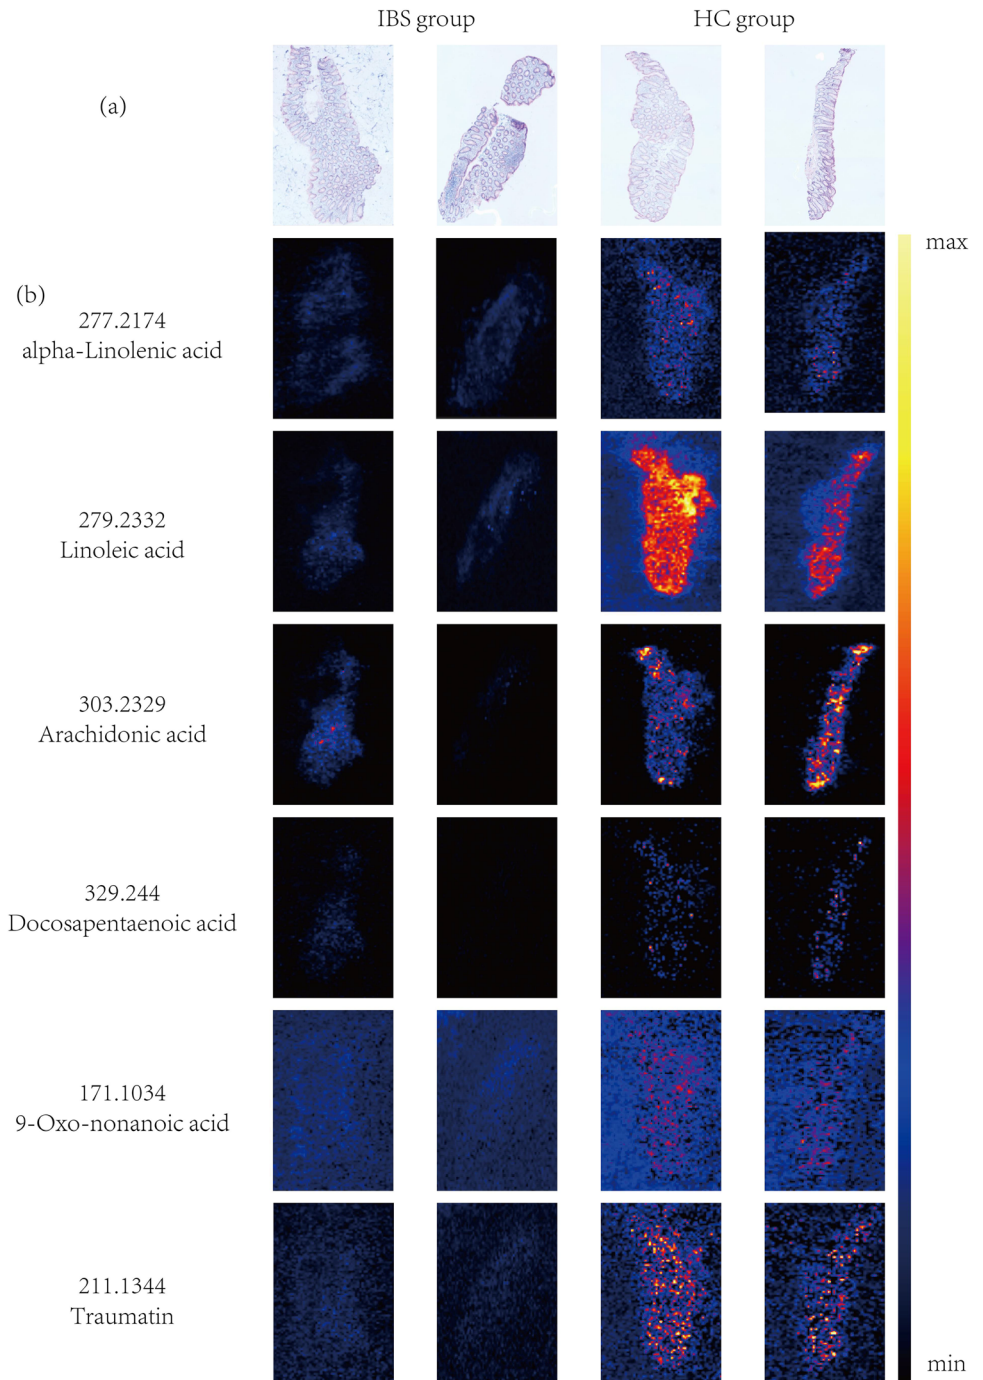 IBS group
HC group
(a)
max
(b)
277.2174
alpha-Linolenic acid
279.2332
Linoleic acid
303.2329
Arachidonic acid
329.244
Docosapentaenoic acid
171.1034
9-Oxo-nonanoic acid
211.1344
Traumatin
min